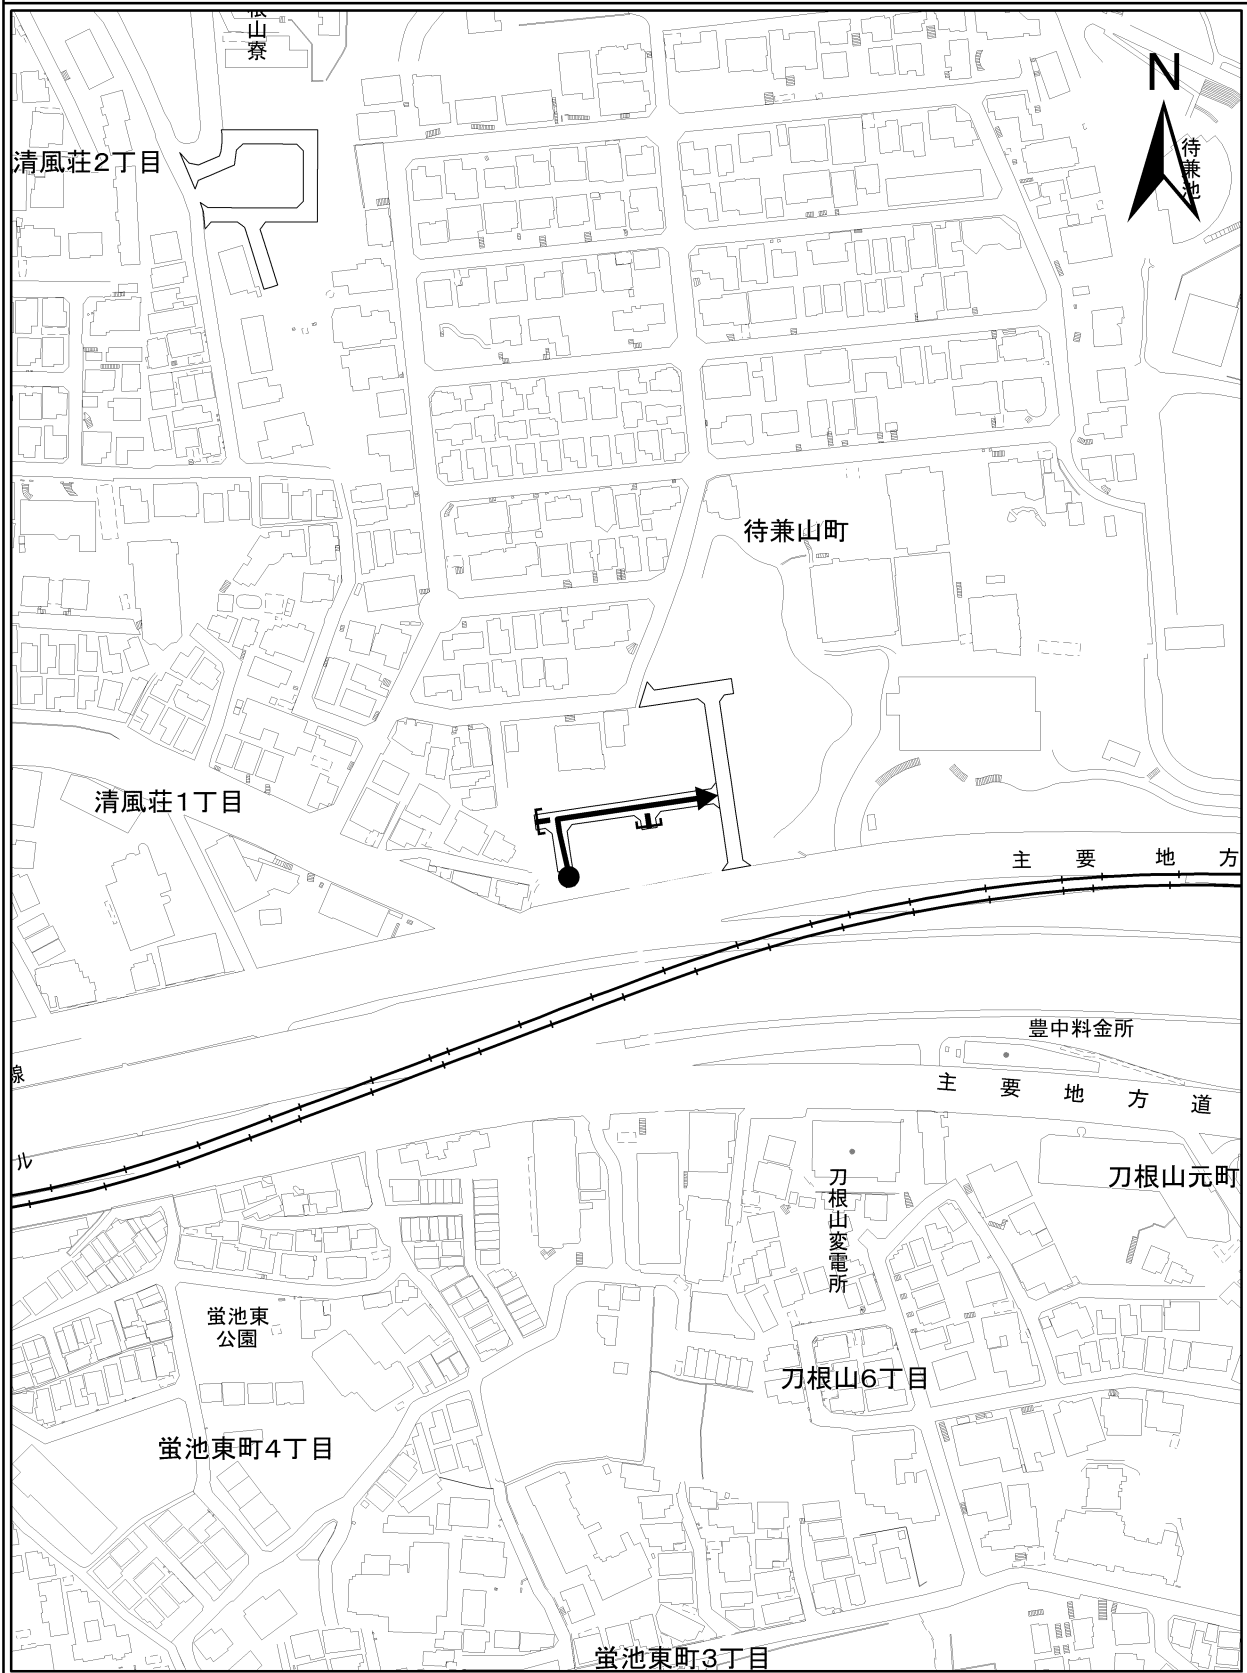 根山寮
N
待兼池
清風荘2丁目
待兼山町
清風荘1丁目
主要地方
豊中料金所
線
主要地方道
ル
刀根山元町
刀根山変電所
蛍池東
公園
刀根山6丁目
蛍池東町4丁目
蛍池東町3丁目